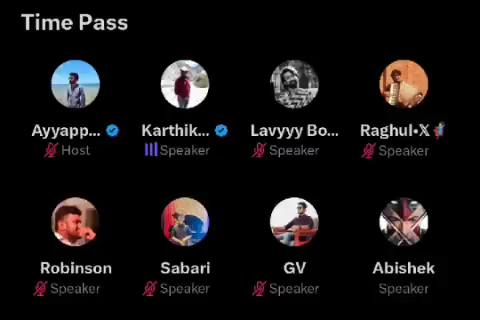 Time Pass
Ayyapp... Karthik... Lavyyy Bo... Raghul•𝕏
Host Speaker Speaker Speaker
Robinson Sabari GV Abishek
Speaker Speaker Speaker Speaker